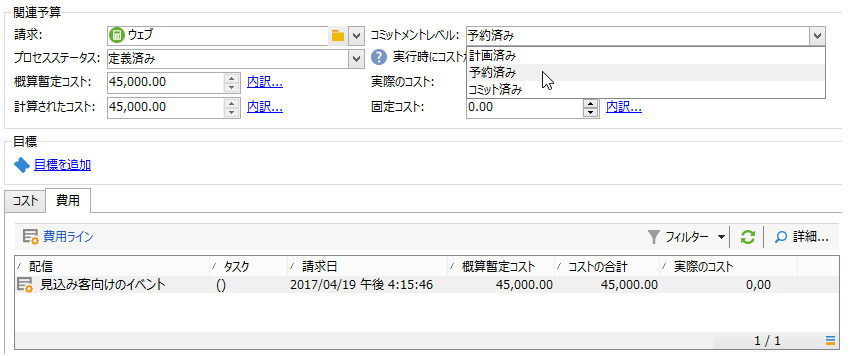 関連予算
請求: ウェブ コミットメントレベル: 予約済み
計画済み
予約済み
コミット済み
プロセスステータス: 定義済み 実行時にコスト
概算暫定コスト: 45,000.00 内訳... 実際のコスト:
計算されたコスト: 45,000.00 内訳... 固定コスト: 0.00 内訳...
目標
目標を追加
コスト 費用
費用ライン フィルター 詳細...
配信 タスク 請求日 概算暫定コスト コストの合計 実際のコスト
見込み客向けのイベント () 2017/04/19 午後 4:15:46 45,000.00 45,000.00 0,00
1 / 1